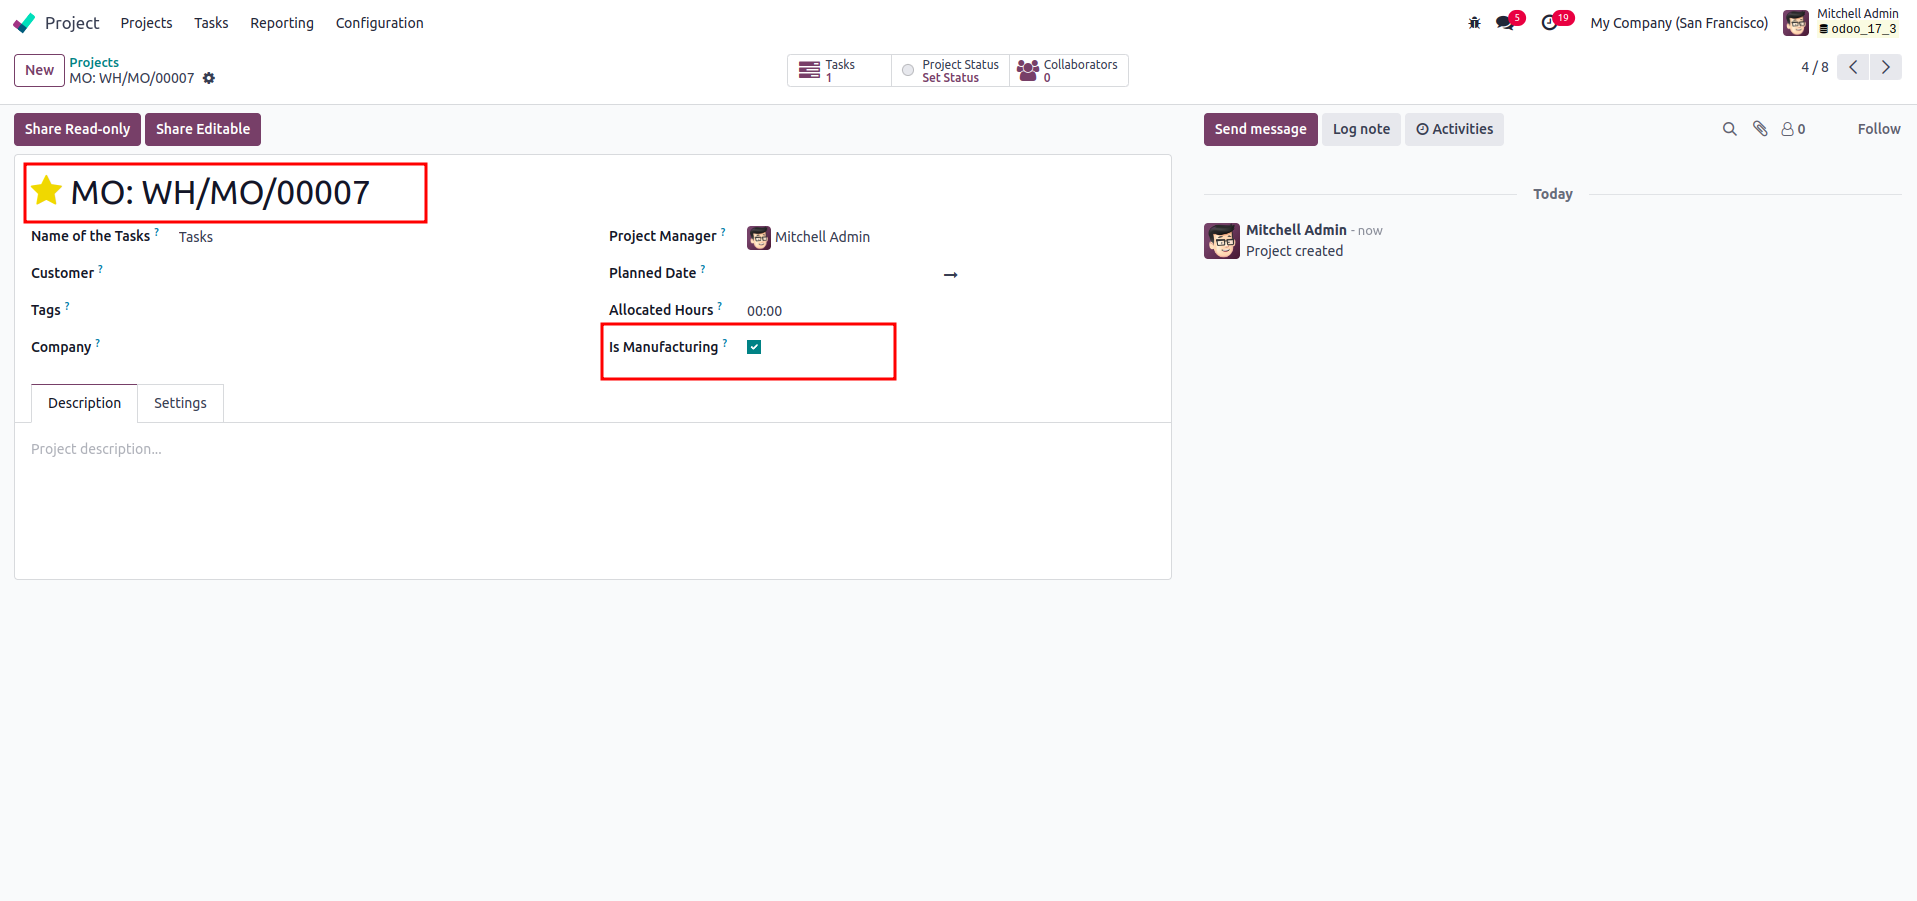 Project Projects Tasks Reporting Configuration 5 19 My Company (San Francisco) Mitchell Admin
odoo_17_3
New Projects
MO: WH/MO/00007
Tasks
1
Project Status
Set Status
Collaborators
0
4 / 8
Share Read-only Share Editable
Send message Log note Activities 0 Follow
MO: WH/MO/00007
Name of the Tasks ? Tasks
Customer ?
Tags ?
Company ?
Project Manager ? Mitchell Admin
Planned Date ? →
Allocated Hours ? 00:00
Is Manufacturing ?
Description Settings
Project description...
Today
Mitchell Admin - now
Project created